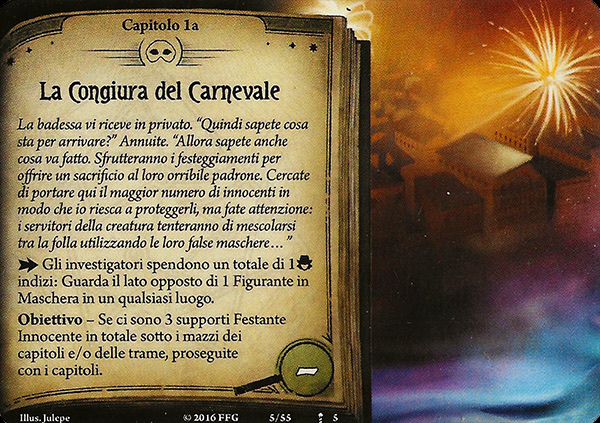 Capitolo 1a
La Congiura del Carnevale
La badessa vi riceve in privato. “Quindi sapete cosa
sta per arrivare?” Annuite. “Allora sapete anche
cosa va fatto. Sfrutteranno i festeggiamenti per
offrire un sacrificio al loro orribile padrone. Cercate
di portare qui il maggior numero di innocenti in
modo che io riesca a proteggerli, ma fate attenzione:
i servitori della creatura tenteranno di mescolarsi
tra la folla utilizzando le loro false maschere…”
Gli investigatori spendono un totale di 1
indizi: Guarda il lato opposto di 1 Figurante in
Maschera in un qualsiasi luogo.
Obiettivo – Se ci sono 3 supporti Festante
Innocente in totale sotto i mazzi dei
capitoli e/o delle trame, proseguite
con i capitoli.
–
Illus. Julepe © 2016 FFG 5/55 5